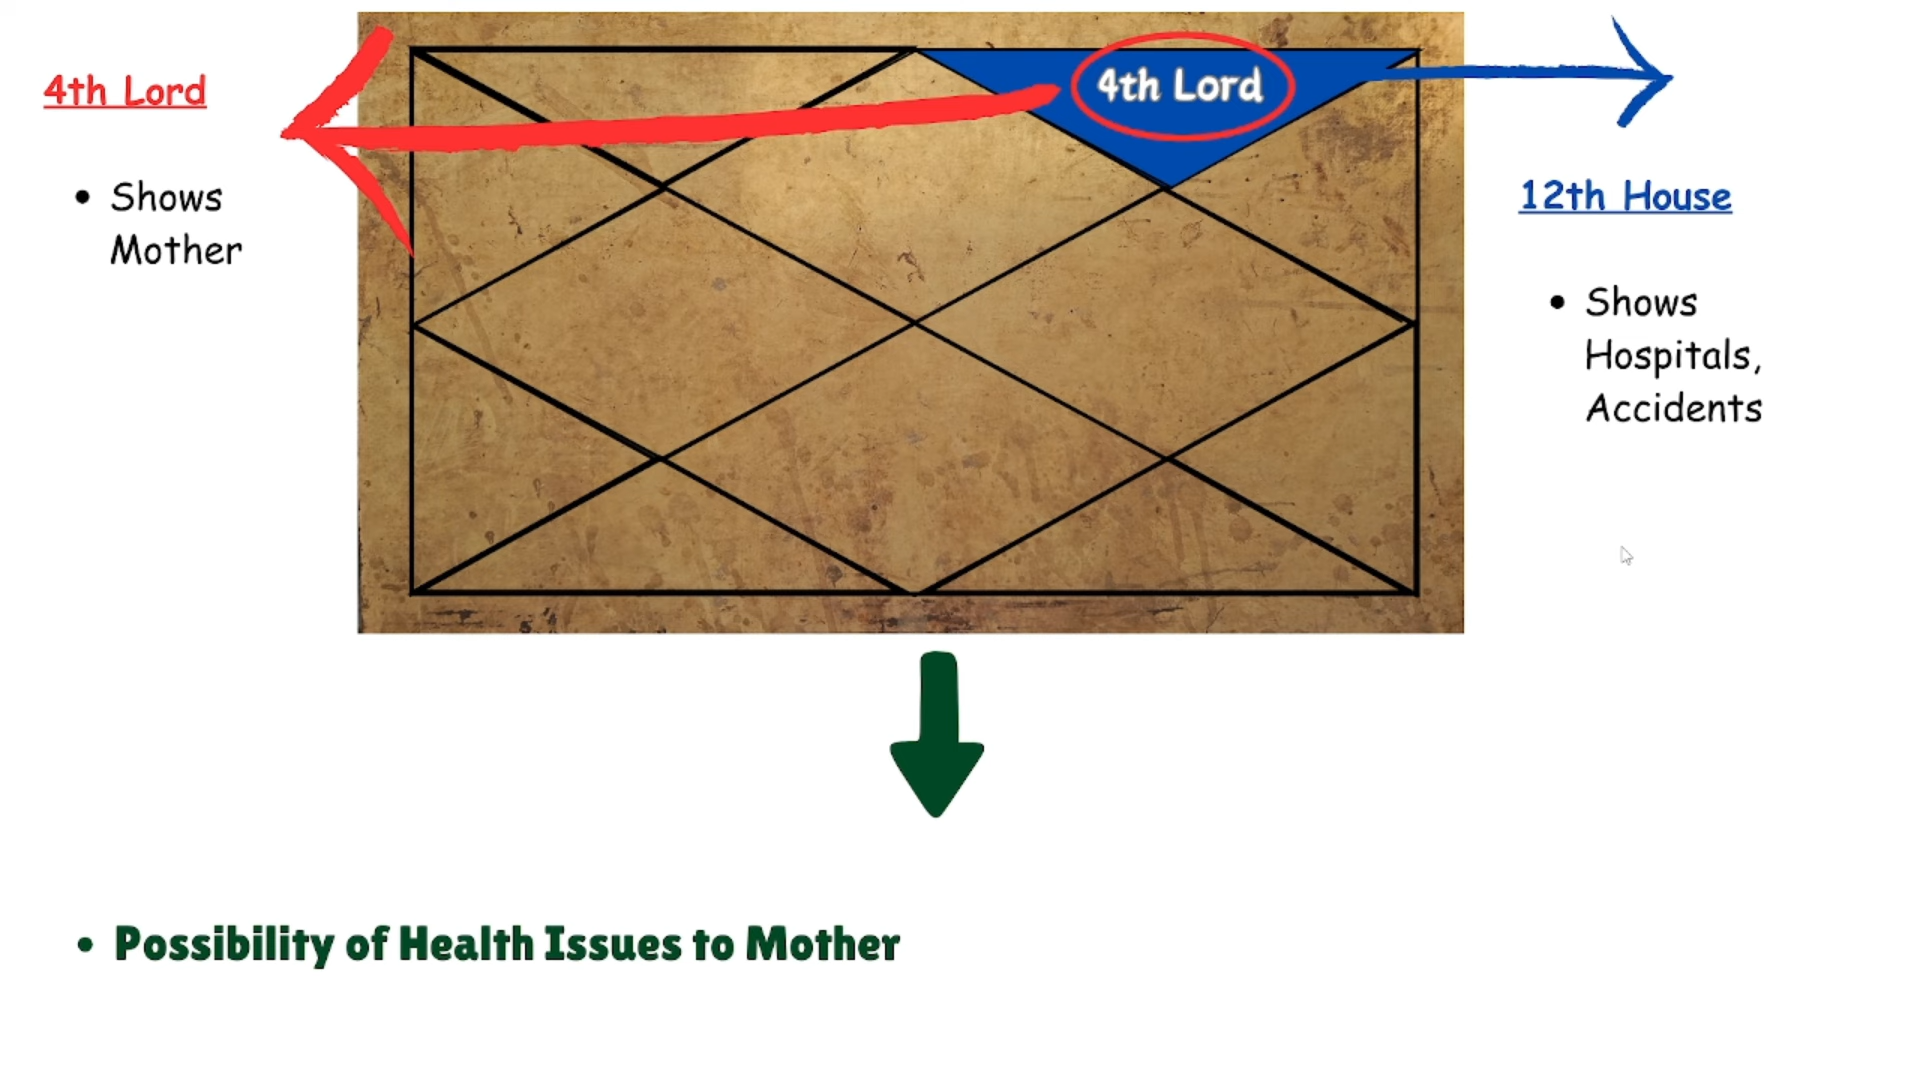 4th Lord
4th Lord
• Shows
Mother
12th House
• Shows
Hospitals,
Accidents
• Possibility of Health Issues to Mother